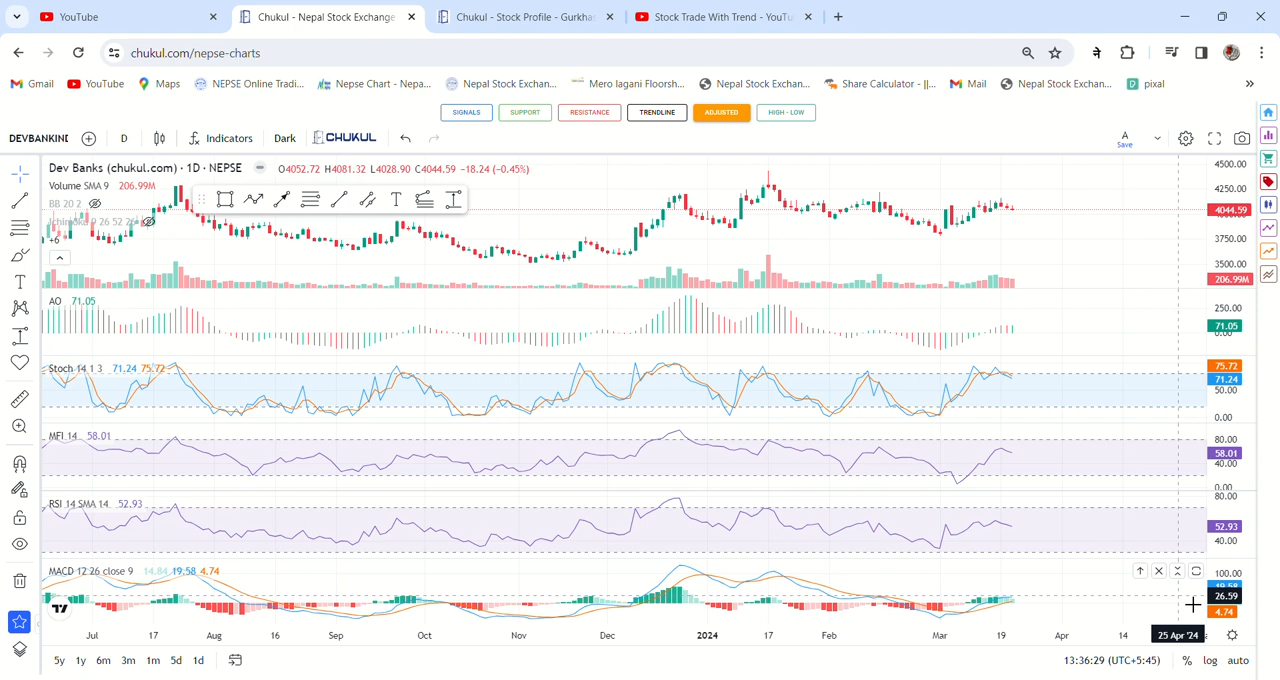 YouTube
Chukul - Nepal Stock Exchange
Chukul - Stock Profile - Gurkha
Stock Trade With Trend - YouTu
chukul.com/nepse-charts
Gmail
YouTube
Maps
NEPSE Online Tradi...
Nepse Chart - Nepa...
Nepal Stock Exchan...
Mero lagani Floorsh...
Nepal Stock Exchan...
Share Calculator - ||...
Mail
Nepal Stock Exchan...
pixal
SIGNALS
SUPPORT
RESISTANCE
TRENDLINE
ADJUSTED
HIGH - LOW
DEVBANKINI
D
Indicators
Dark
CHUKUL
A
Save
Dev Banks (chukul.com) · 1D · NEPSE
O4052.72 H4081.32 L4028.90 C4044.59 −18.24 (−0.45%)
Volume SMA 9 206.99M
BB 20 2
Ichimoku 9 26 52 26
+6
4500.00
4250.00
4044.59
3750.00
3500.00
206.99M
AO 71.05
250.00
71.05
0.00
Stoch 14 1 3 71.24 75.72
75.72
71.24
50.00
0.00
MFI 14 58.01
80.00
58.01
40.00
0.00
RSI 14 SMA 14 52.93
80.00
52.93
40.00
MACD 12 26 close 9 14.84 19.58 4.74
100.00
19.58
26.59
4.74
Jul
17
Aug
16
Sep
Oct
Nov
Dec
2024
17
Feb
Mar
19
Apr
14
25 Apr '24
5y
1y
6m
3m
1m
5d
1d
13:36:29 (UTC+5:45)
%
log
auto